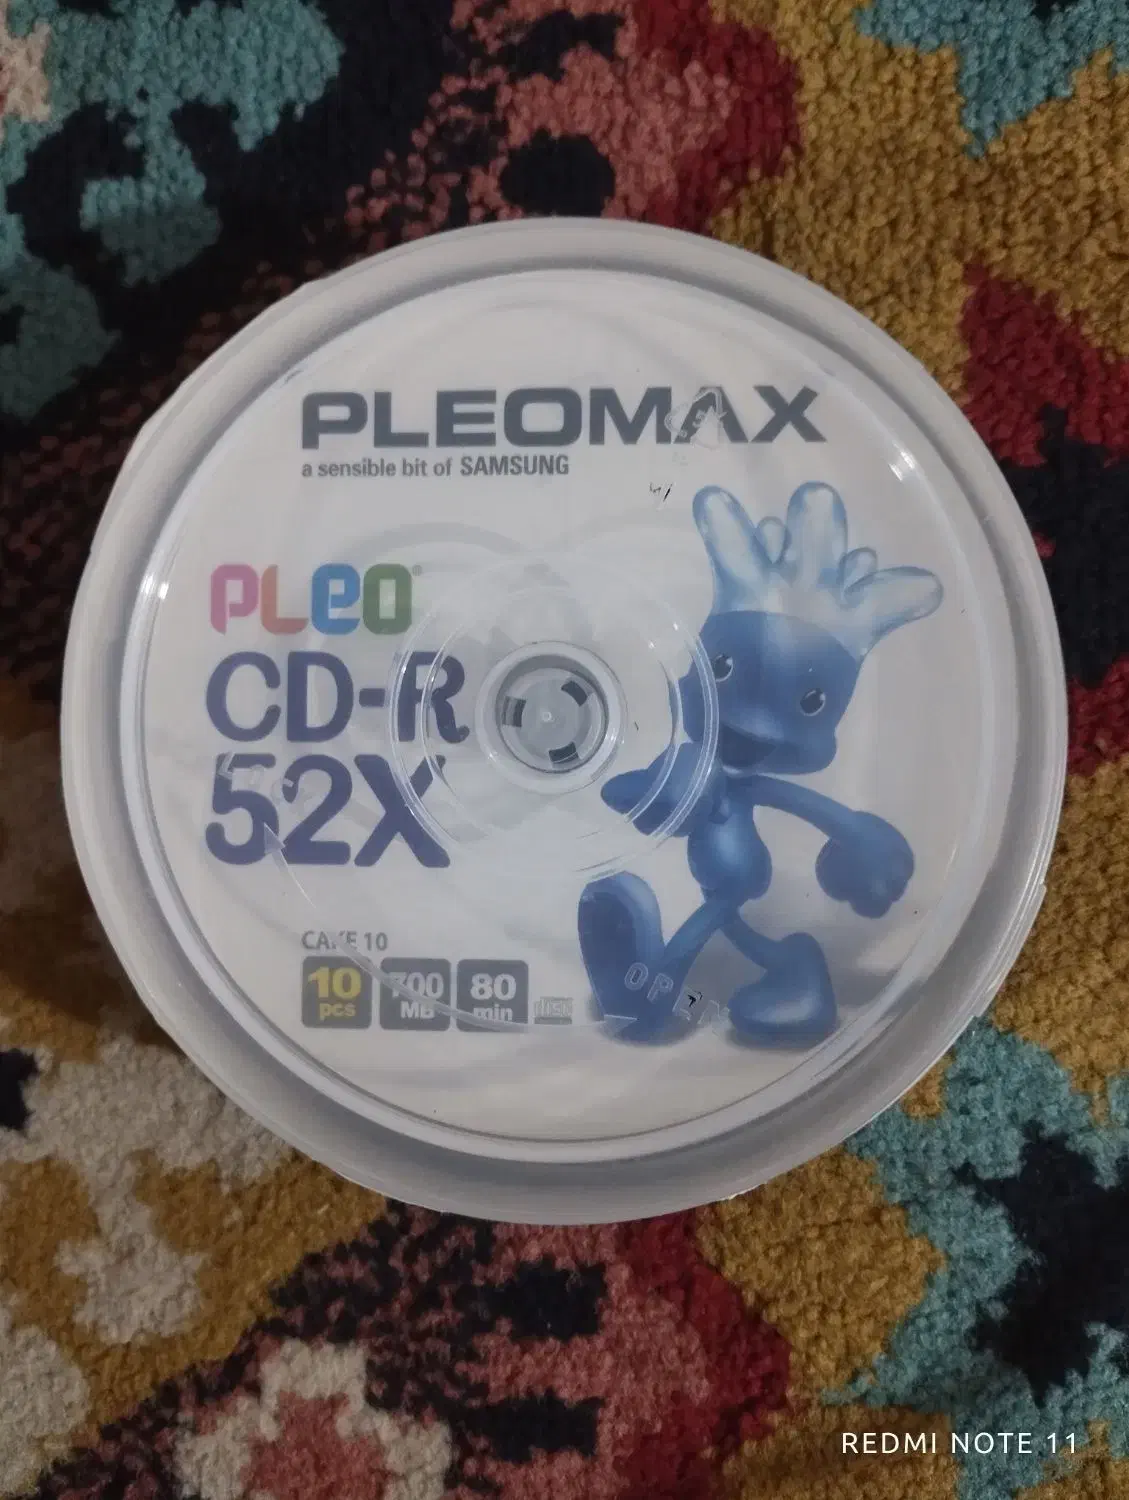 PLEOMAX
a sensible bit of SAMSUNG
PLEO®
CD-R
52X
CAKE 10
10 pcs
700 MB
80 min
disc
OPEN
REDMI NOTE 11